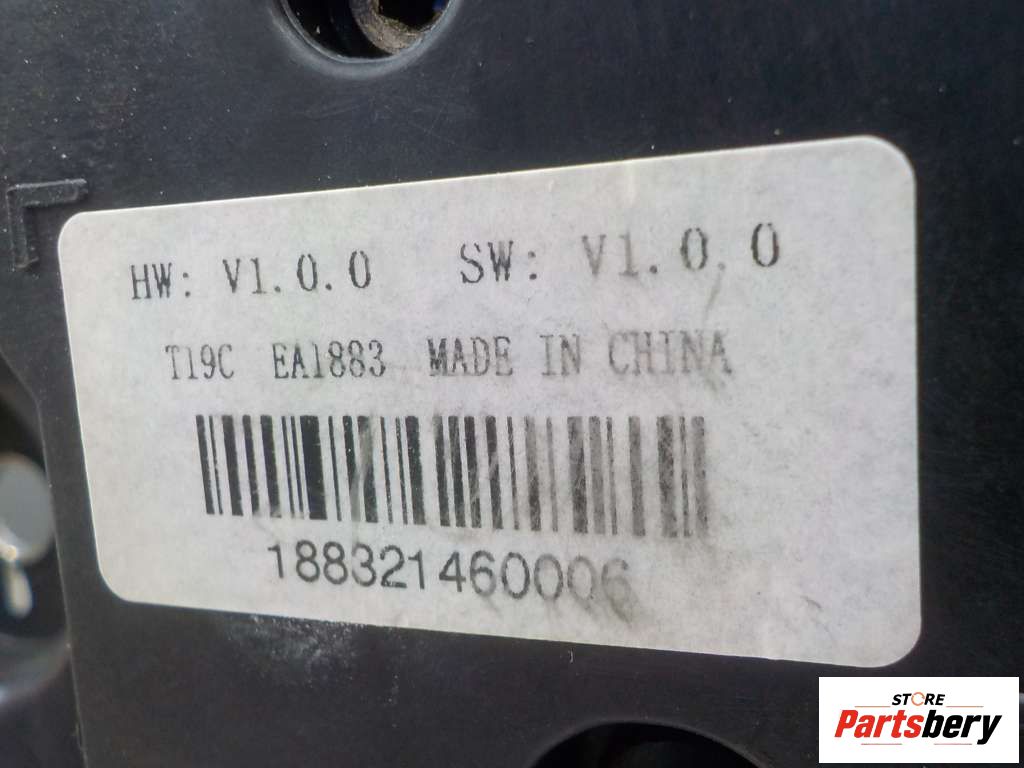 HW: V1.0.0 SW: V1.0.0
T19C EA1883 MADE IN CHINA
188321460006
STORE
Partsbery